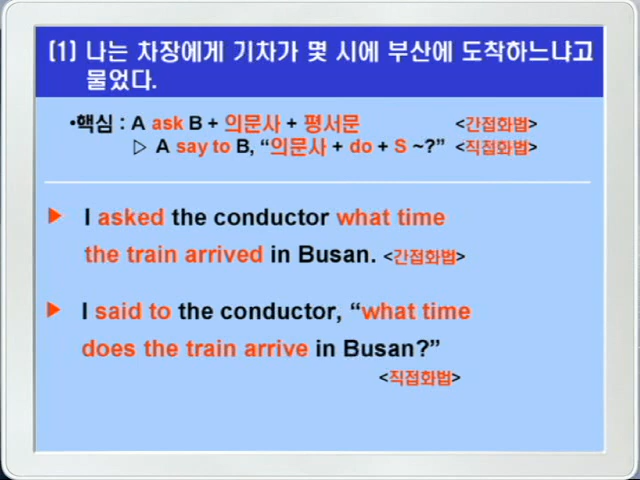 [1] 나는 차장에게 기차가 몇 시에 부산에 도착하느냐고
물었다.
•핵심 : A ask B + 의문사 + 평서문 <간접화법>
▷ A say to B, “의문사 + do + S ~?” <직접화법>
▶ I asked the conductor what time
the train arrived in Busan. <간접화법>
▶ I said to the conductor, “what time
does the train arrive in Busan?”
<직접화법>